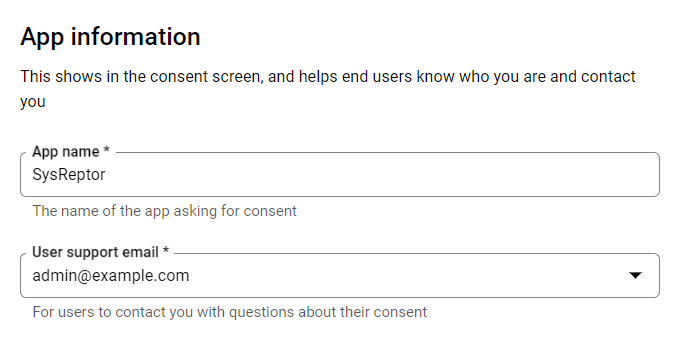 App information
This shows in the consent screen, and helps end users know who you are and contact
you
App name *
SysReptor
The name of the app asking for consent
User support email *
admin@example.com
For users to contact you with questions about their consent